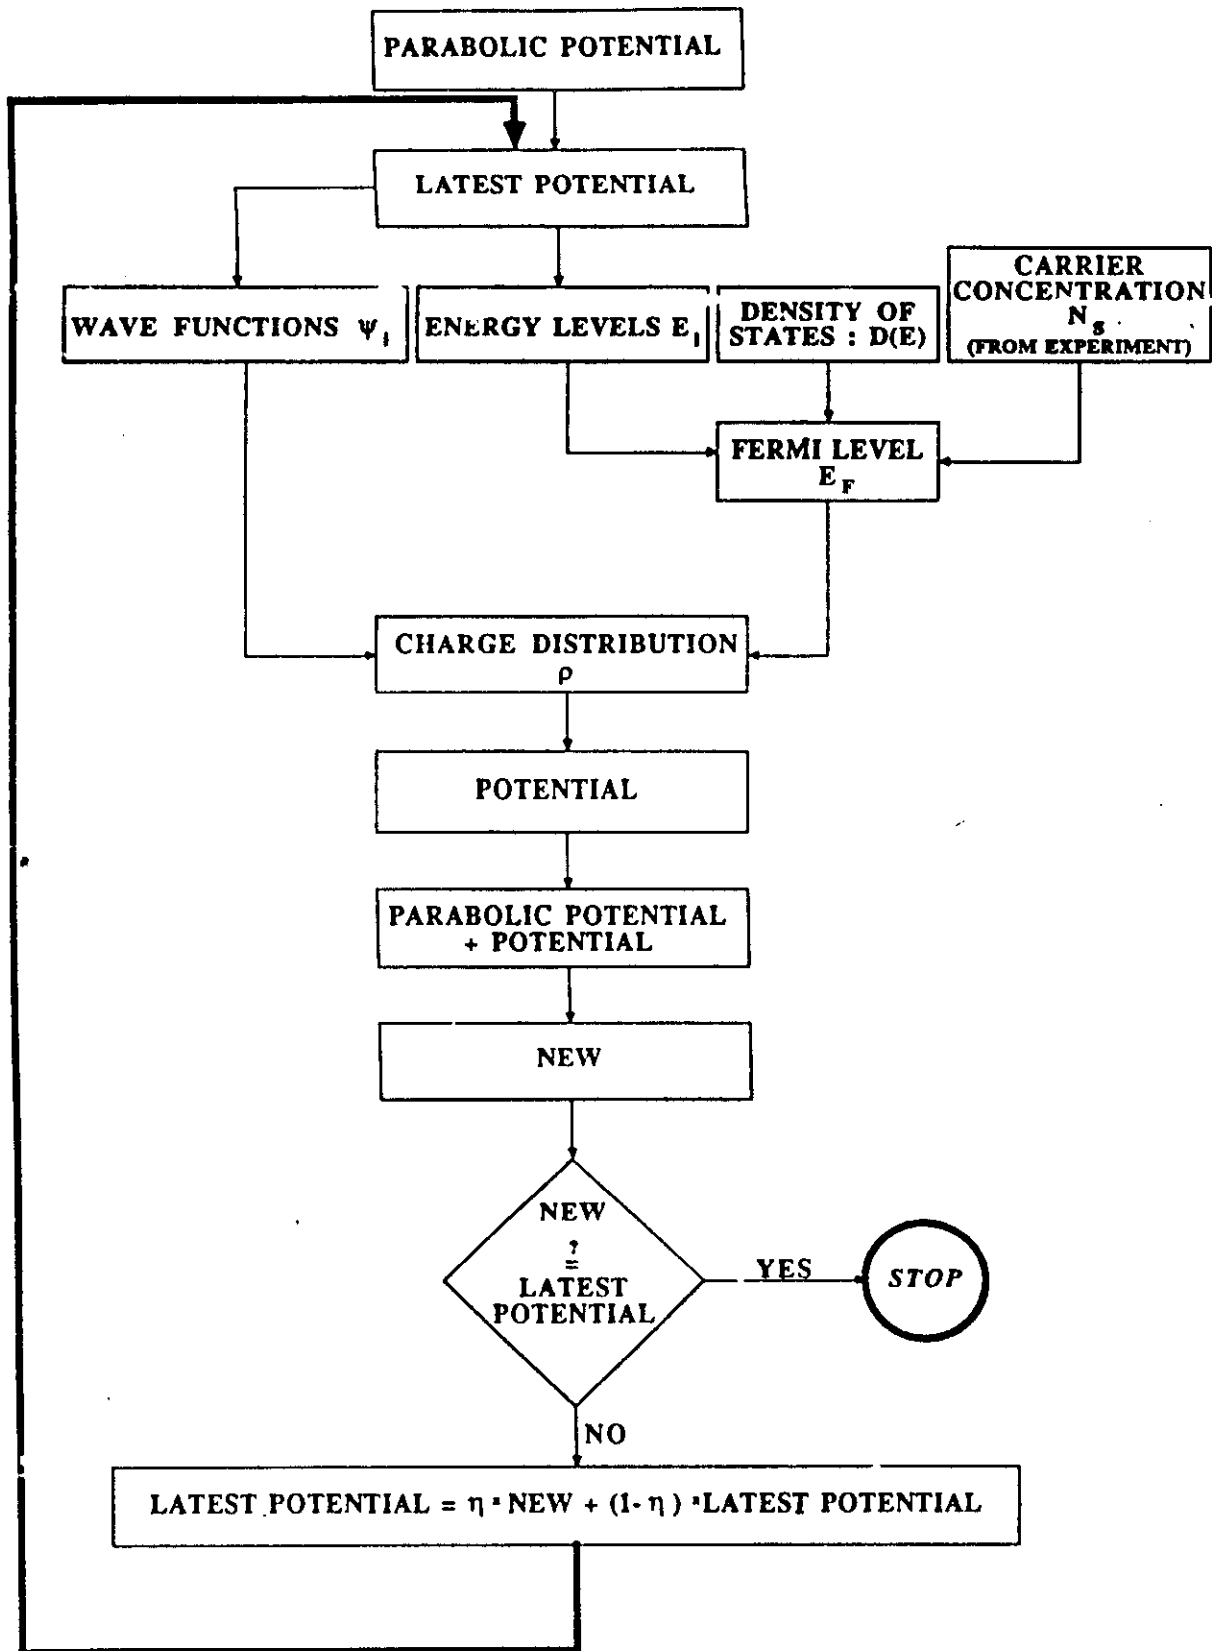 PARABOLIC POTENTIAL
LATEST POTENTIAL
WAVE FUNCTIONS Ψi
ENERGY LEVELS Ei
DENSITY OF
STATES : D(E)
CARRIER
CONCENTRATION
Ns
(FROM EXPERIMENT)
FERMI LEVEL
EF
CHARGE DISTRIBUTION
ρ
POTENTIAL
PARABOLIC POTENTIAL
+ POTENTIAL
NEW
NEW
?
=
LATEST
POTENTIAL
YES
STOP
NO
LATEST POTENTIAL = η * NEW + (1- η ) * LATEST POTENTIAL